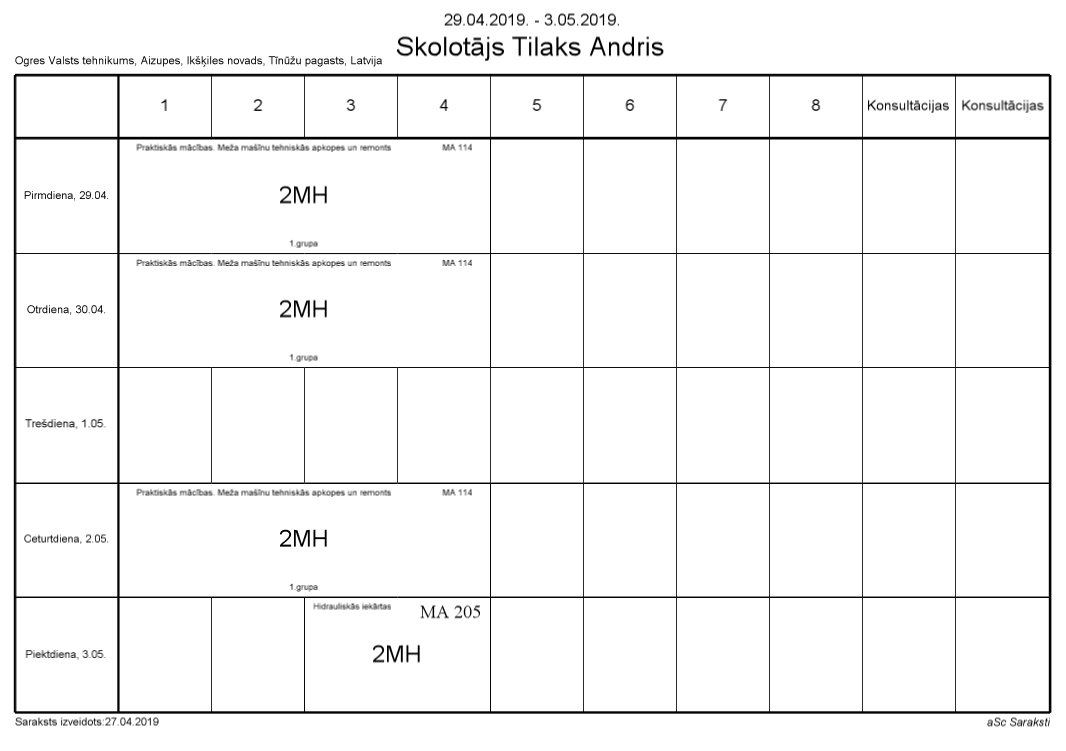 29.04.2019. - 3.05.2019.
Skolotājs Tilaks Andris
Ogres Valsts tehnikums, Aizupes, Ikšķiles novads, Tīnūžu pagasts, Latvija
1 2 3 4 5 6 7 8 Konsultācijas Konsultācijas
Praktiskās mācības. Meža mašīnu tehniskās apkopes un remonts MA 114
Pirmdiena, 29.04. 2MH
1.grupa
Praktiskās mācības. Meža mašīnu tehniskās apkopes un remonts MA 114
Otrdiena, 30.04. 2MH
1.grupa
Trešdiena, 1.05.
Praktiskās mācības. Meža mašīnu tehniskās apkopes un remonts MA 114
Ceturtdiena, 2.05. 2MH
1.grupa
Hidrauliskās iekārtas MA 205
Piektdiena, 3.05. 2MH
Saraksts izveidots:27.04.2019 aSc Saraksti